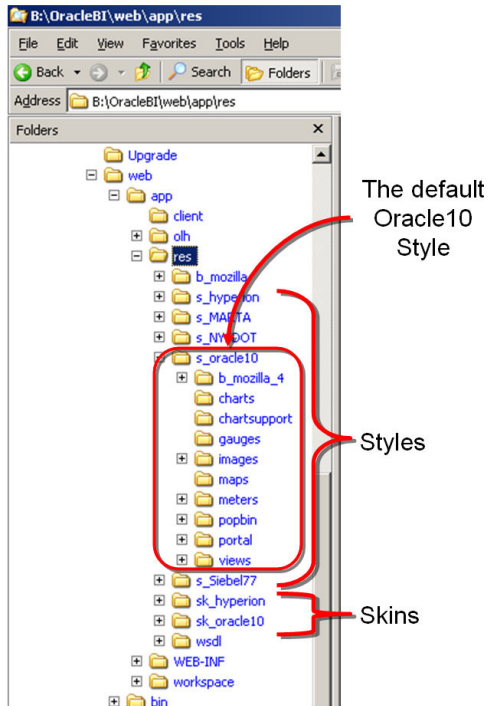 B:\OracleBI\web\app\res
File Edit View Favorites Tools Help
Back Search Folders
Address B:\OracleBI\web\app\res
Folders
Upgrade
web
app
client
olh
res
b_mozilla
s_hyperion
s_MARTA
s_NYDOT
s_oracle10
b_mozilla_4
charts
chartsupport
gauges
images
maps
meters
popbin
portal
views
s_Siebel77
sk_hyperion
sk_oracle10
wsdl
WEB-INF
workspace
bin
The default
Oracle10
Style
Styles
Skins